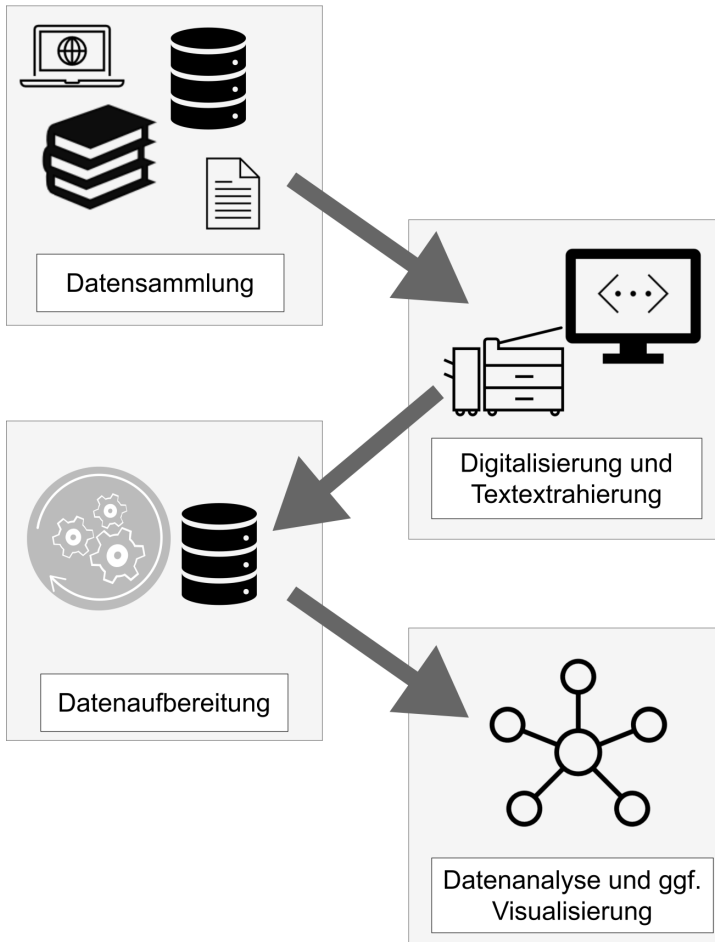 Datensammlung
Digitalisierung und
Textextrahierung
Datenaufbereitung
Datenanalyse und ggf.
Visualisierung